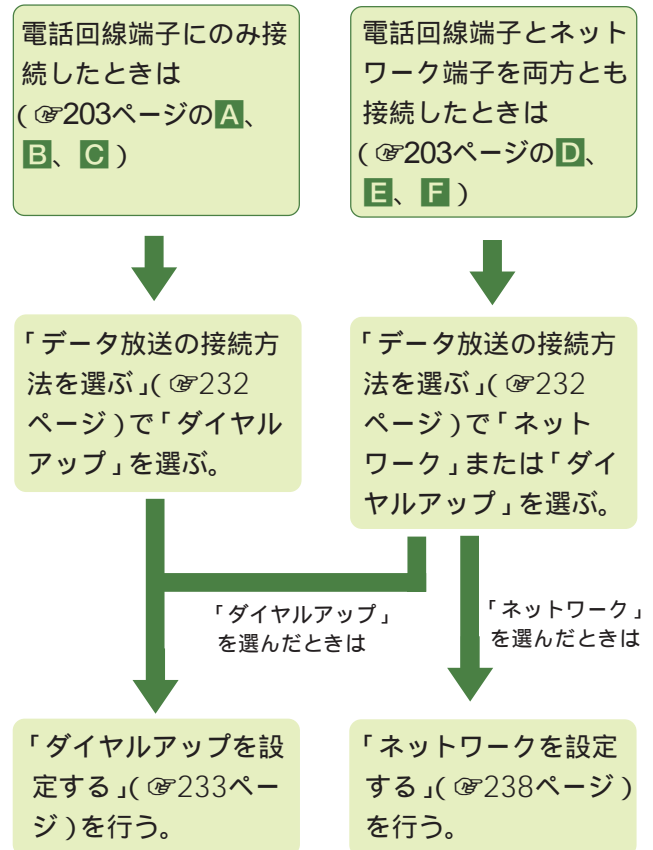 電話回線端子にのみ接
続したときは
(☞203ページのA、
B、C)
電話回線端子とネット
ワーク端子を両方とも
接続したときは
(☞203ページのD、
E、F)
「データ放送の接続方
法を選ぶ」(☞232
ページ)で「ダイヤル
アップ」を選ぶ。
「データ放送の接続方
法を選ぶ」(☞232
ページ)で「ネット
ワーク」または「ダイ
ヤルアップ」を選ぶ。
「ダイヤルアップ」
を選んだときは
「ネットワーク」
を選んだときは
「ダイヤルアップを設
定する」(☞233ペー
ジ)を行う。
「ネットワークを設定
する」(☞238ページ)
を行う。